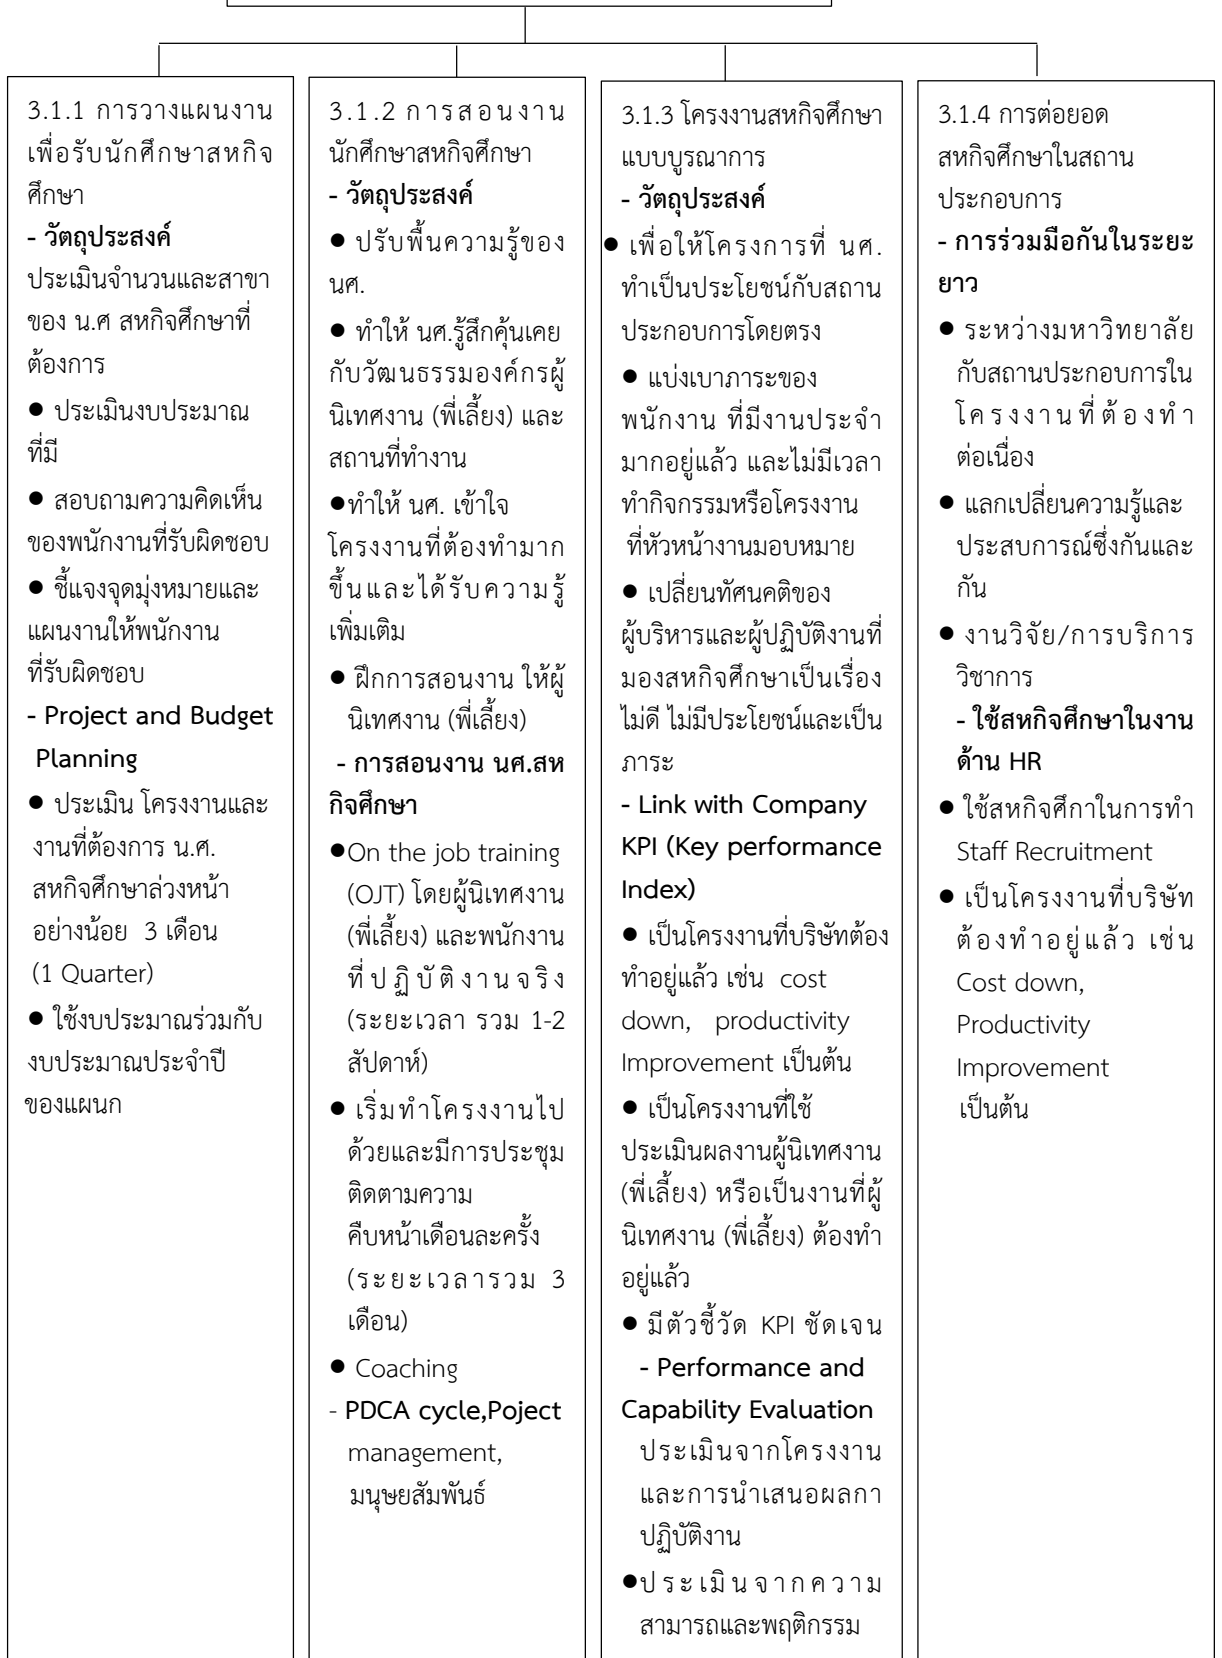 3.1.1 การวางแผนงาน
เพื่อรับนักศึกษาสหกิจ
ศึกษา
- วัตถุประสงค์
ประเมินจำนวนและสาขา
ของ น.ศ สหกิจศึกษาที่
ต้องการ
● ประเมินงบประมาณ
ที่มี
● สอบถามความคิดเห็น
ของพนักงานที่รับผิดชอบ
● ชี้แจงจุดมุ่งหมายและ
แผนงานให้พนักงาน
ที่รับผิดชอบ
- Project and Budget
Planning
● ประเมิน โครงงานและ
งานที่ต้องการ น.ศ.
สหกิจศึกษาล่วงหน้า
อย่างน้อย 3 เดือน
(1 Quarter)
● ใช้งบประมาณร่วมกับ
งบประมาณประจำปี
ของแผนก
3.1.2 การสอนงาน
นักศึกษาสหกิจศึกษา
- วัตถุประสงค์
● ปรับพื้นความรู้ของ
นศ.
● ทำให้ นศ.รู้สึกคุ้นเคย
กับวัฒนธรรมองค์กรผู้
นิเทศงาน (พี่เลี้ยง) และ
สถานที่ทำงาน
●ทำให้ นศ. เข้าใจ
โครงงานที่ต้องทำมาก
ขึ้นและได้รับความรู้
เพิ่มเติม
● ฝึกการสอนงาน ให้ผู้
นิเทศงาน (พี่เลี้ยง)
- การสอนงาน นศ.สห
กิจศึกษา
●On the job training
(OJT) โดยผู้นิเทศงาน
(พี่เลี้ยง) และพนักงาน
ที่ปฏิบัติงานจริง
(ระยะเวลา รวม 1-2
สัปดาห์)
● เริ่มทำโครงงานไป
ด้วยและมีการประชุม
ติดตามความ
คืบหน้าเดือนละครั้ง
(ระยะเวลารวม 3
เดือน)
● Coaching
- PDCA cycle,Poject
management,
มนุษยสัมพันธ์
3.1.3 โครงงานสหกิจศึกษา
แบบบูรณาการ
- วัตถุประสงค์
● เพื่อให้โครงการที่ นศ.
ทำเป็นประโยชน์กับสถาน
ประกอบการโดยตรง
● แบ่งเบาภาระของ
พนักงาน ที่มีงานประจำ
มากอยู่แล้ว และไม่มีเวลา
ทำกิจกรรมหรือโครงงาน
ที่หัวหน้างานมอบหมาย
● เปลี่ยนทัศนคติของ
ผู้บริหารและผู้ปฏิบัติงานที่
มองสหกิจศึกษาเป็นเรื่อง
ไม่ดี ไม่มีประโยชน์และเป็น
ภาระ
- Link with Company
KPI (Key performance
Index)
● เป็นโครงงานที่บริษัทต้อง
ทำอยู่แล้ว เช่น cost
down, productivity
Improvement เป็นต้น
● เป็นโครงงานที่ใช้
ประเมินผลงานผู้นิเทศงาน
(พี่เลี้ยง) หรือเป็นงานที่ผู้
นิเทศงาน (พี่เลี้ยง) ต้องทำ
อยู่แล้ว
● มีตัวชี้วัด KPI ชัดเจน
- Performance and
Capability Evaluation
ประเมินจากโครงงาน
และการนำเสนอผลกา
ปฏิบัติงาน
●ประเมินจากความ
สามารถและพฤติกรรม
3.1.4 การต่อยอด
สหกิจศึกษาในสถาน
ประกอบการ
- การร่วมมือกันในระยะ
ยาว
● ระหว่างมหาวิทยาลัย
กับสถานประกอบการใน
โครงงานที่ต้องทำ
ต่อเนื่อง
● แลกเปลี่ยนความรู้และ
ประสบการณ์ซึ่งกันและ
กัน
● งานวิจัย/การบริการ
วิชาการ
- ใช้สหกิจศึกษาในงาน
ด้าน HR
● ใช้สหกิจศึกาในการทำ
Staff Recruitment
● เป็นโครงงานที่บริษัท
ต้องทำอยู่แล้ว เช่น
Cost down,
Productivity
Improvement
เป็นต้น